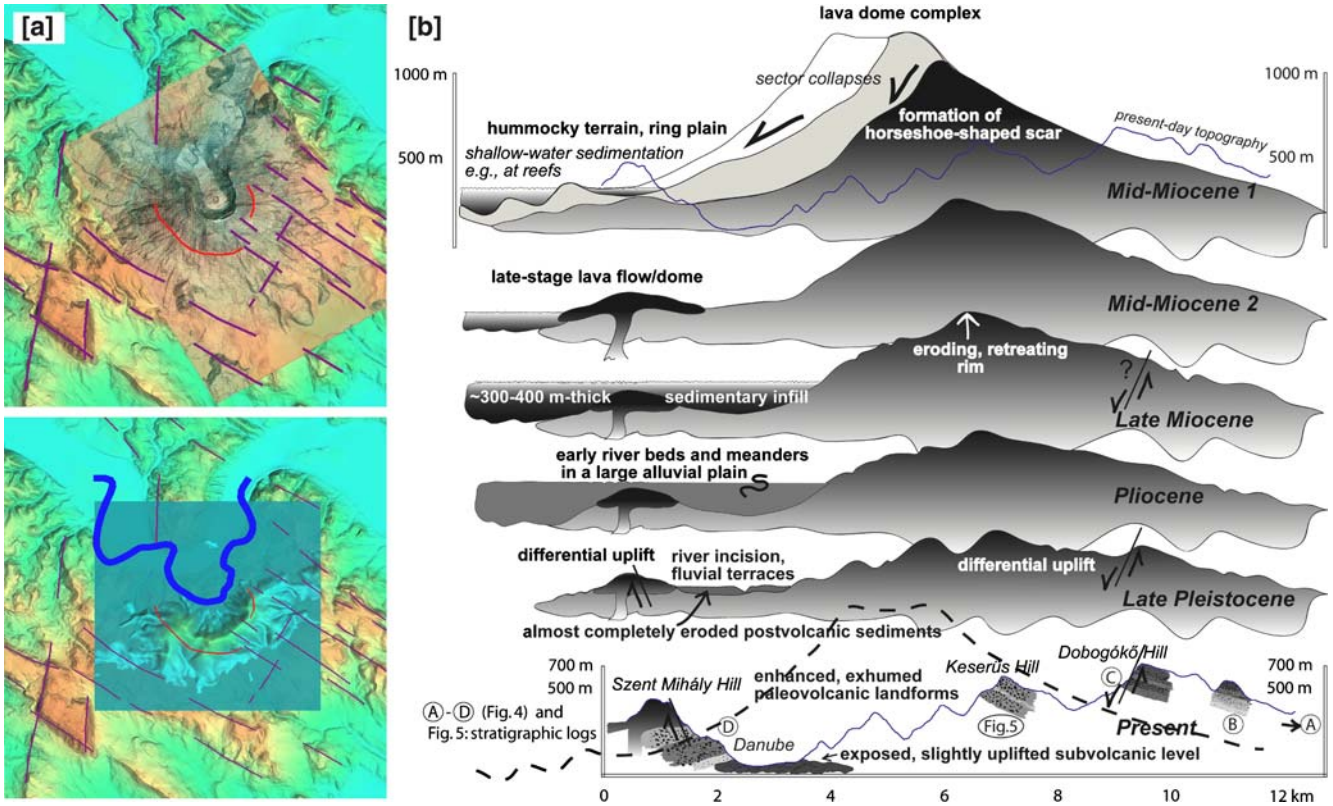 [a]
[b]
lava dome complex
1000 m
1000 m
sector collapses
formation of
horseshoe-shaped scar
present-day topography
hummocky terrain, ring plain
shallow-water sedimentation
e.g., at reefs
500 m
500 m
Mid-Miocene 1
late-stage lava flow/dome
Mid-Miocene 2
eroding, retreating
rim
?
~300-400 m-thick
sedimentary infill
Late Miocene
early river beds and meanders
in a large alluvial plain
Pliocene
differential uplift
river incision,
fluvial terraces
differential uplift
Late Pleistocene
almost completely eroded postvolcanic sediments
700 m
500 m
Szent Mihály Hill
enhanced, exhumed
paleovolcanic landforms
Keserűs Hill
Dobogókő Hill
700 m
500 m
A - D (Fig. 4) and
Fig. 5: stratigraphic logs
D
Danube
Fig.5
C
Present
B
A
exposed, slightly uplifted subvolcanic level
0 2 4 6 8 10 12 km